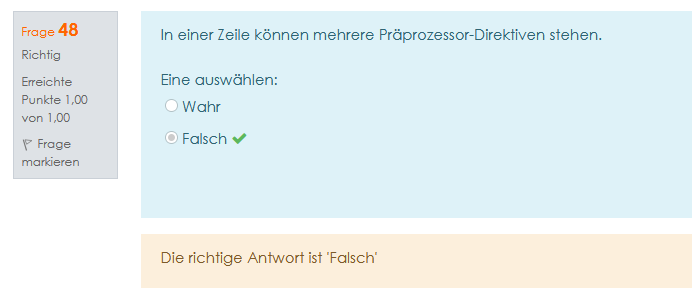 Frage 48
Richtig
Erreichte
Punkte 1,00
von 1,00
Frage
markieren
In einer Zeile können mehrere Präprozessor-Direktiven stehen.
Eine auswählen:
Wahr
Falsch
Die richtige Antwort ist 'Falsch'